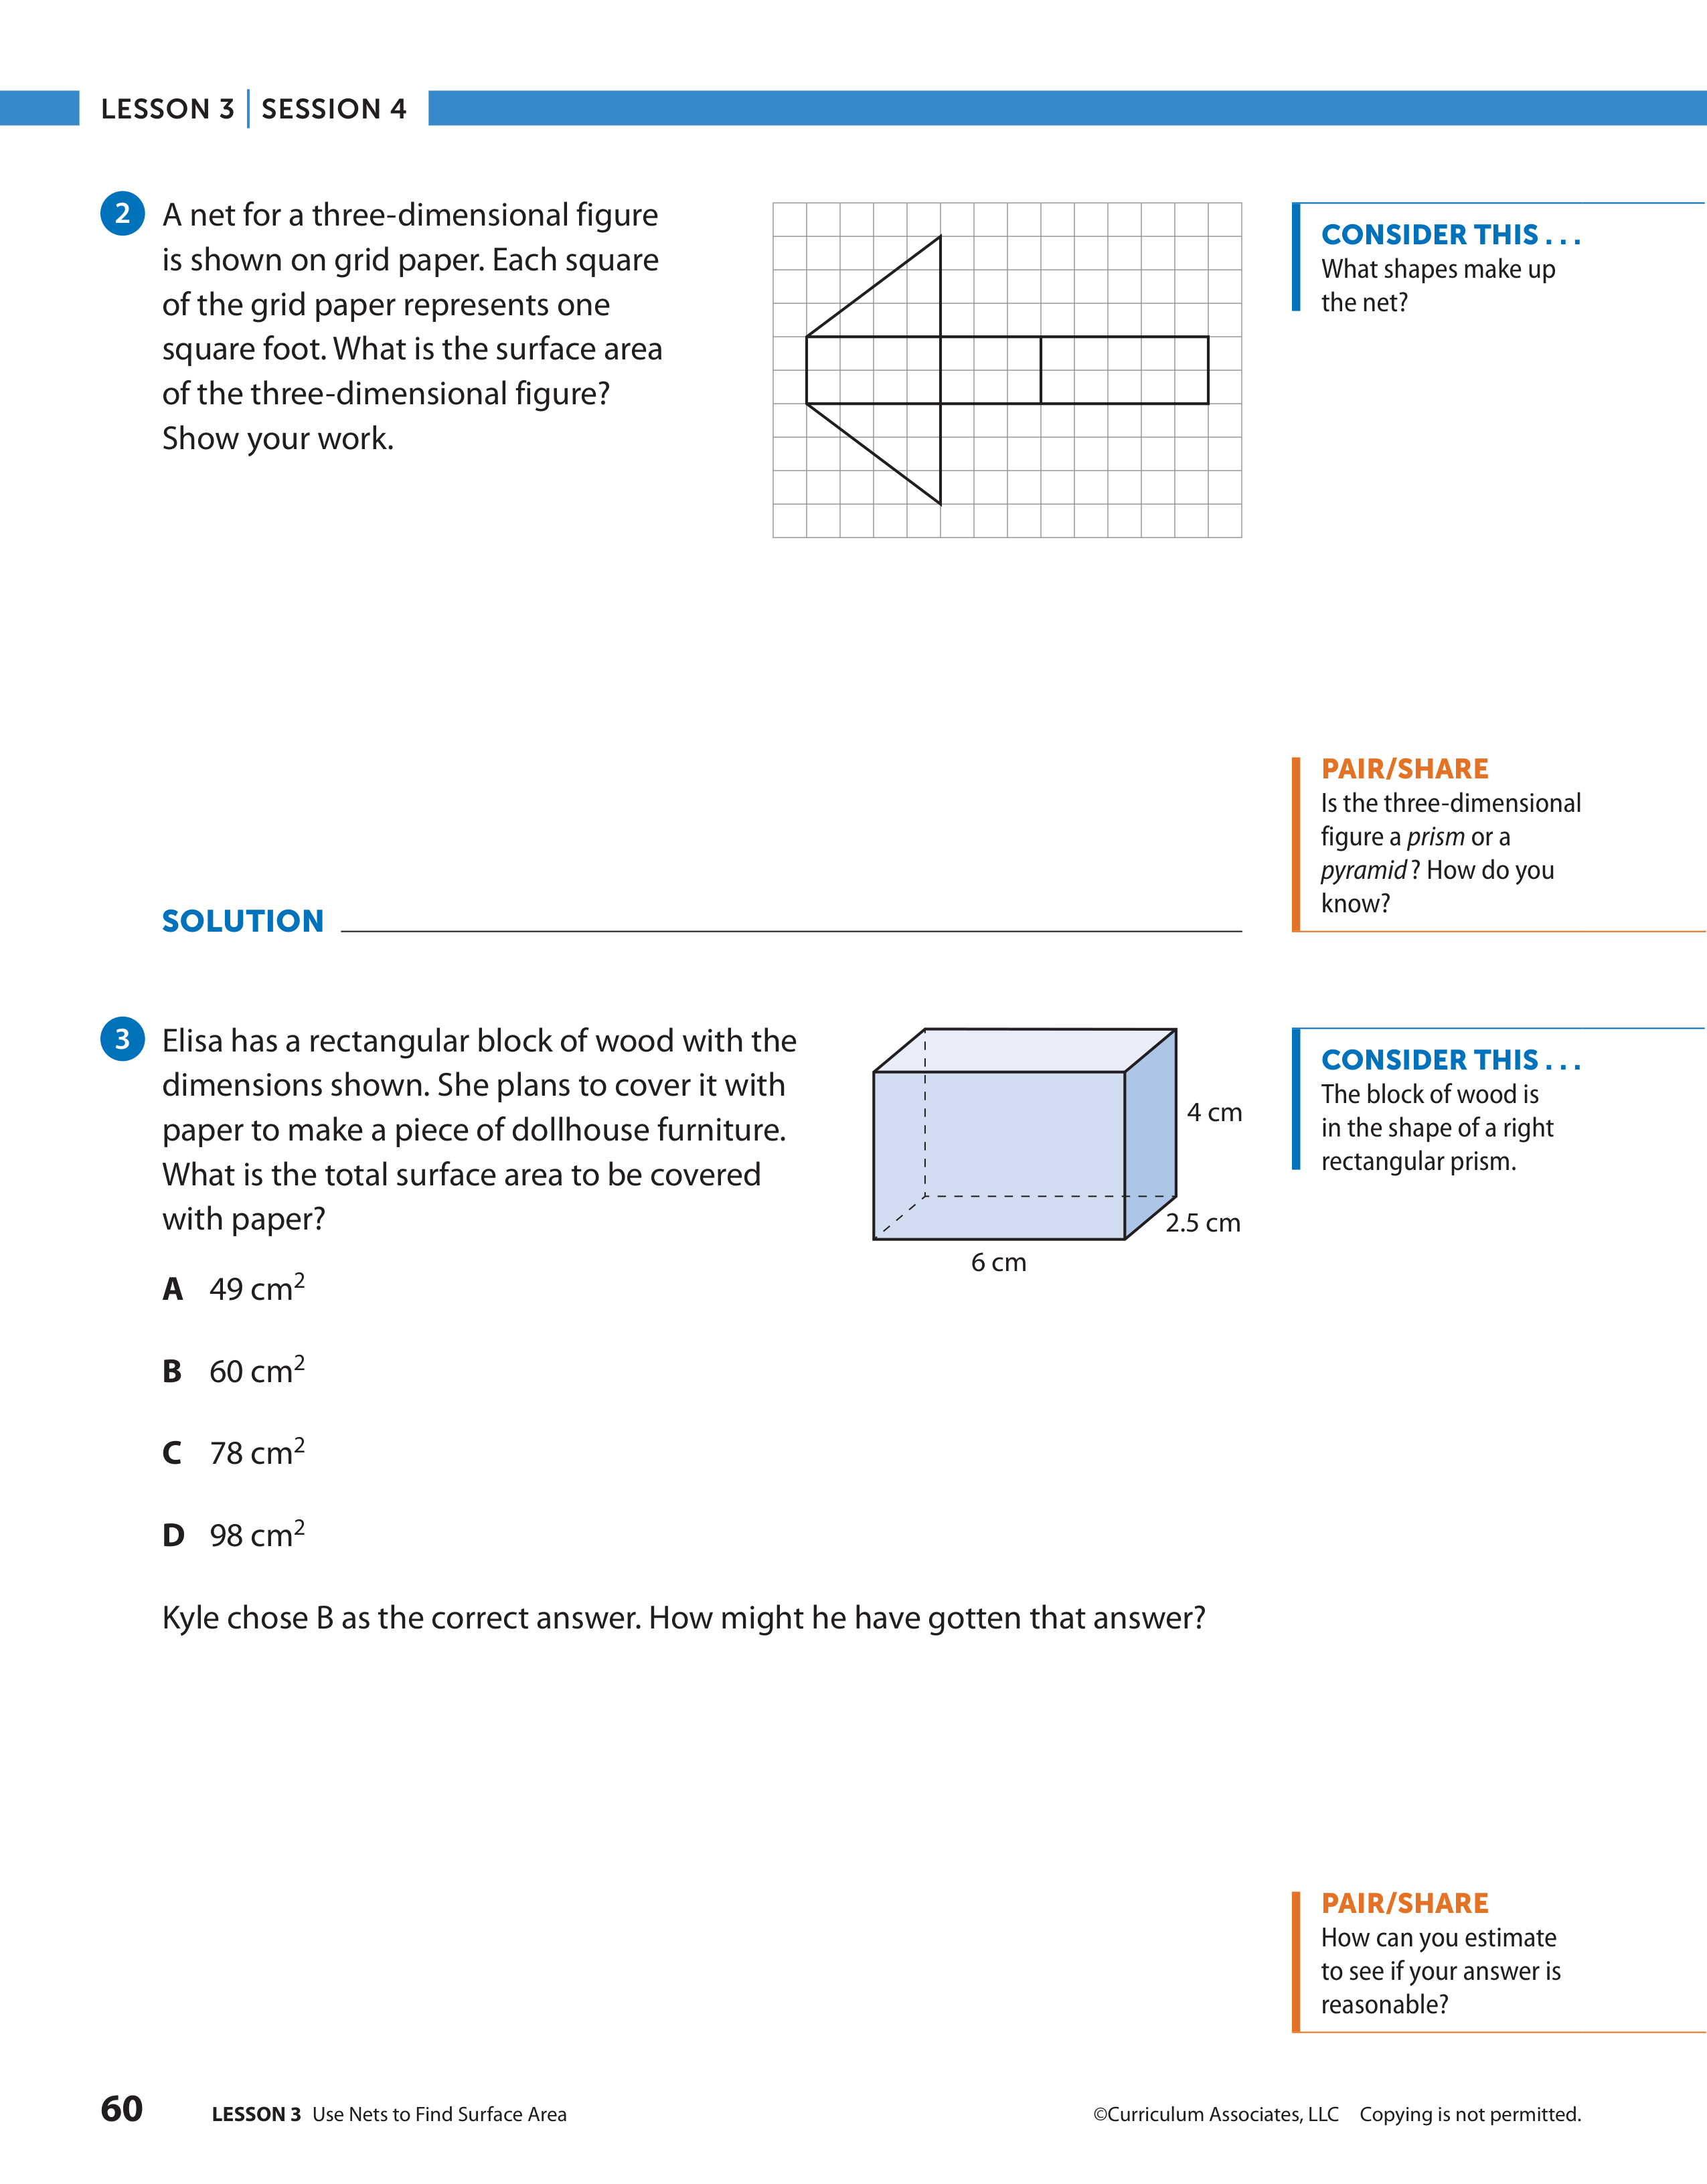 LESSON 3 | SESSION 4
2 A net for a three-dimensional figure
is shown on grid paper. Each square
of the grid paper represents one
square foot. What is the surface area
of the three-dimensional figure?
Show your work.
CONSIDER THIS . . .
What shapes make up
the net?
PAIR/SHARE
Is the three-dimensional
figure a prism or a
pyramid? How do you
know?
SOLUTION
3 Elisa has a rectangular block of wood with the
dimensions shown. She plans to cover it with
paper to make a piece of dollhouse furniture.
What is the total surface area to be covered
with paper?
4 cm
2.5 cm
6 cm
CONSIDER THIS . . .
The block of wood is
in the shape of a right
rectangular prism.
A 49 cm²
B 60 cm²
C 78 cm²
D 98 cm²
Kyle chose B as the correct answer. How might he have gotten that answer?
PAIR/SHARE
How can you estimate
to see if your answer is
reasonable?
60 LESSON 3 Use Nets to Find Surface Area ©Curriculum Associates, LLC Copying is not permitted.